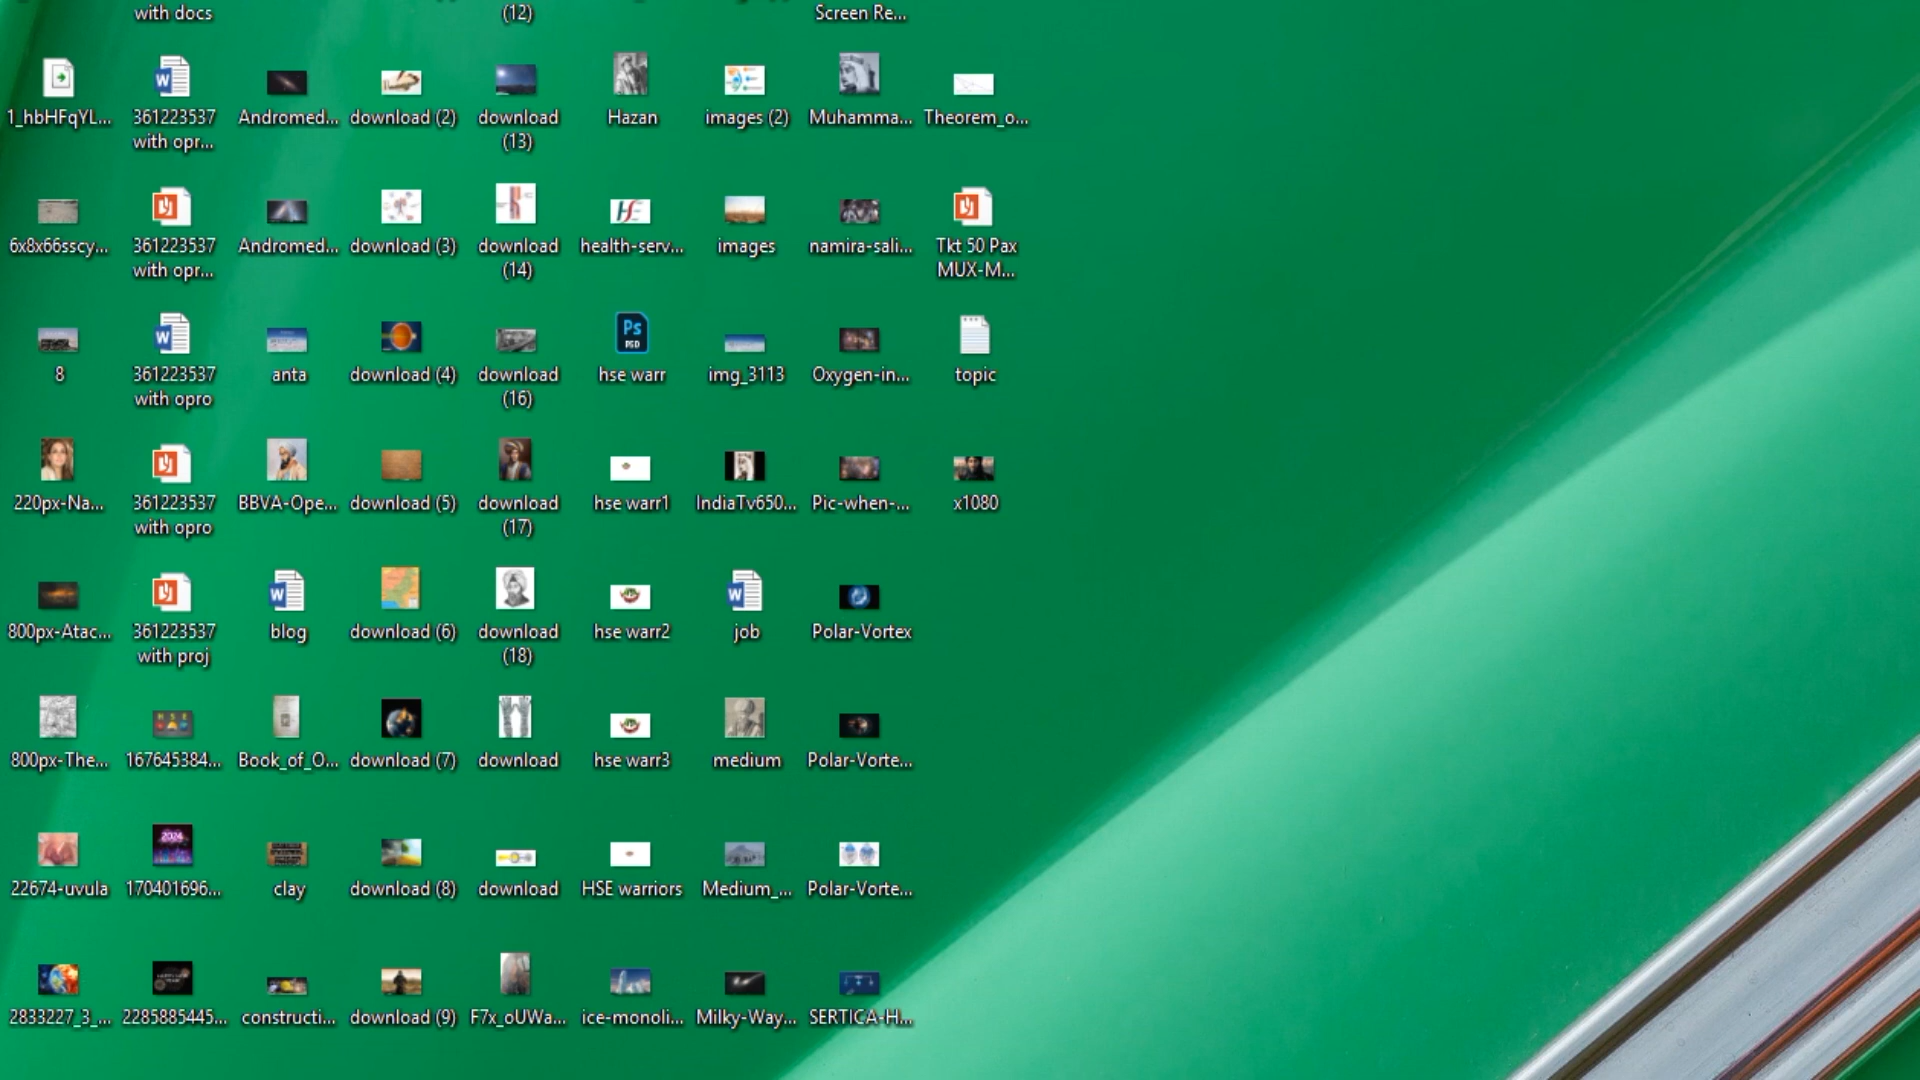 with docs
(12)
Screen Re...
1_hbHFqYL...
361223537
with opr...
Andromed...
download (2)
download
(13)
Hazan
images (2)
Muhamma...
Theorem_o...
6x8x66sscy...
361223537
with opr...
Andromed...
download (3)
download
(14)
health-serv...
images
namira-sali...
Tkt 50 Pax
MUX-M...
8
361223537
with opro
anta
download (4)
download
(16)
hse warr
img_3113
Oxygen-in...
topic
220px-Na...
361223537
with opro
BBVA-Ope...
download (5)
download
(17)
hse warr1
IndiaTv650...
Pic-when-...
x1080
800px-Atac...
361223537
with proj
blog
download (6)
download
(18)
hse warr2
job
Polar-Vortex
800px-The...
167645384...
Book_of_O...
download (7)
download
hse warr3
medium
Polar-Vorte...
22674-uvula
170401696...
clay
download (8)
download
HSE warriors
Medium_...
Polar-Vorte...
2833227_3_...
2285885445...
constructi...
download (9)
F7x_oUWa...
ice-monoli...
Milky-Way...
SERTICA-H...
W
W
Ps
PSD
W
W
HSE
2024